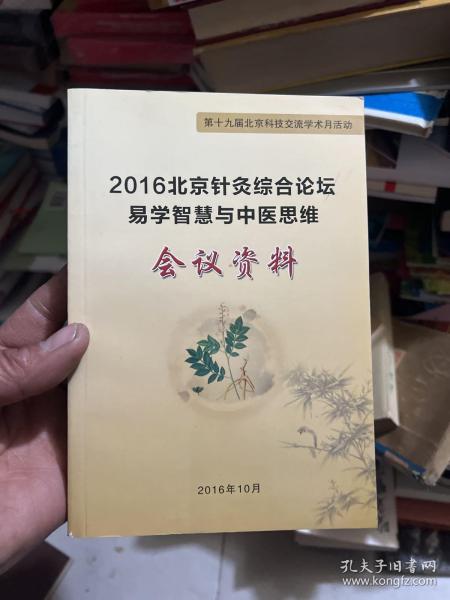 第十九届北京科技交流学术月活动
2016北京针灸综合论坛
易学智慧与中医思维
会议资料
2016年10月
孔夫子旧书网
www.kongfz.com